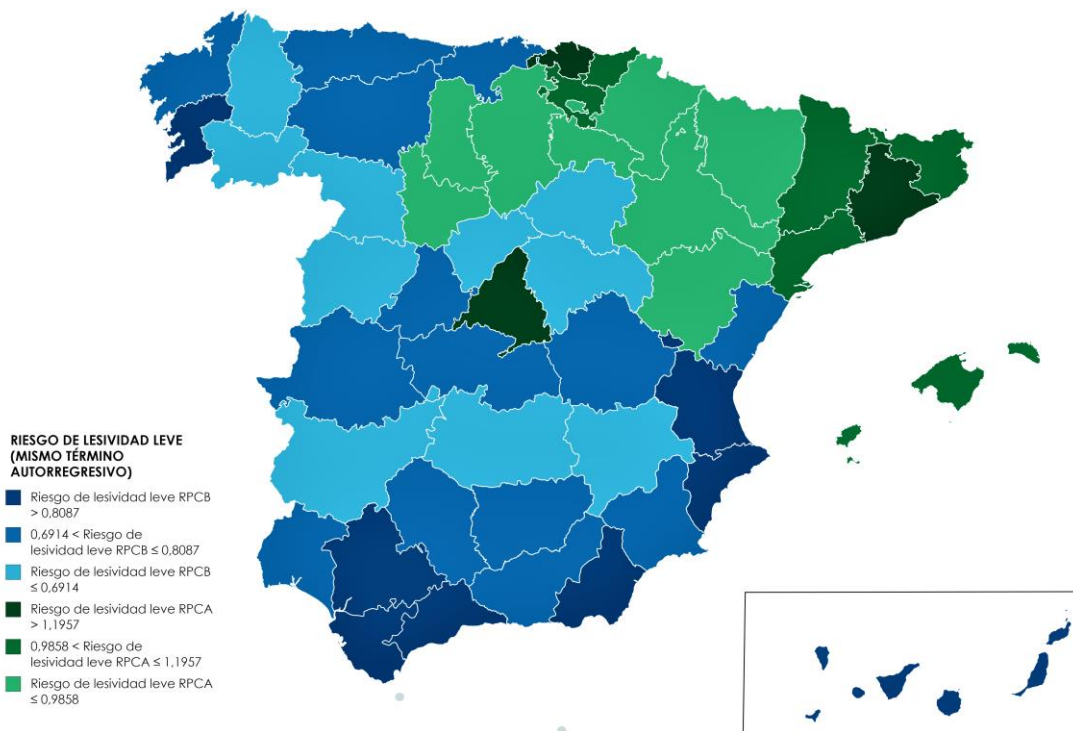 RIESGO DE LESIVIDAD LEVE
(MISMO TÉRMINO
AUTORREGRESIVO)
Riesgo de lesividad leve RPCB
> 0,8087
0,6914 < Riesgo de
lesividad leve RPCB ≤ 0,8087
Riesgo de lesividad leve RPCB
≤ 0,6914
Riesgo de lesividad leve RPCA
> 1,1957
0,9858 < Riesgo de
lesividad leve RPCA ≤ 1,1957
Riesgo de lesividad leve RPCA
≤ 0,9858